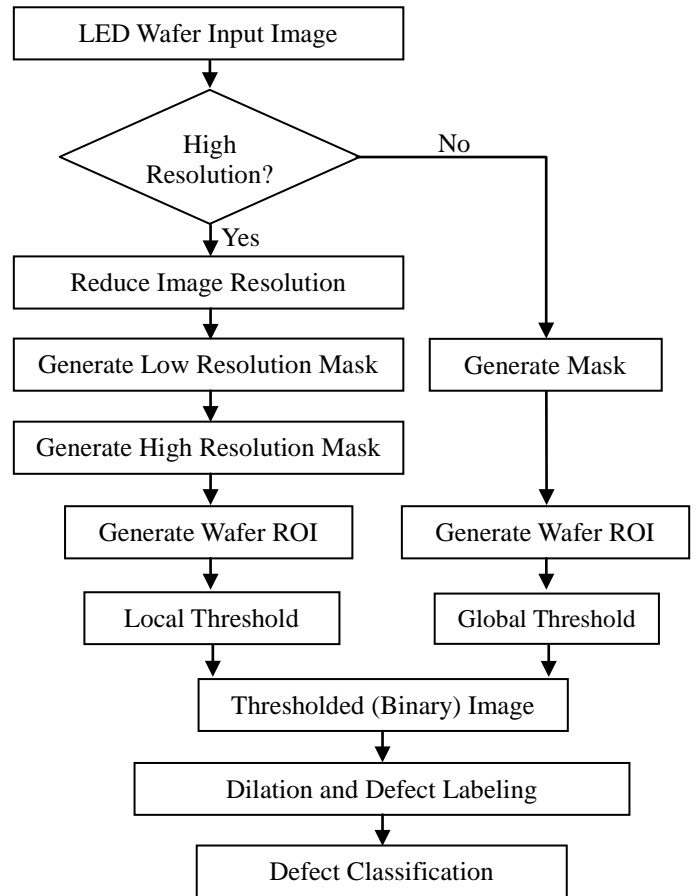 LED Wafer Input Image
High
Resolution?
No
Yes
Reduce Image Resolution
Generate Low Resolution Mask
Generate Mask
Generate High Resolution Mask
Generate Wafer ROI
Generate Wafer ROI
Local Threshold
Global Threshold
Thresholded (Binary) Image
Dilation and Defect Labeling
Defect Classification